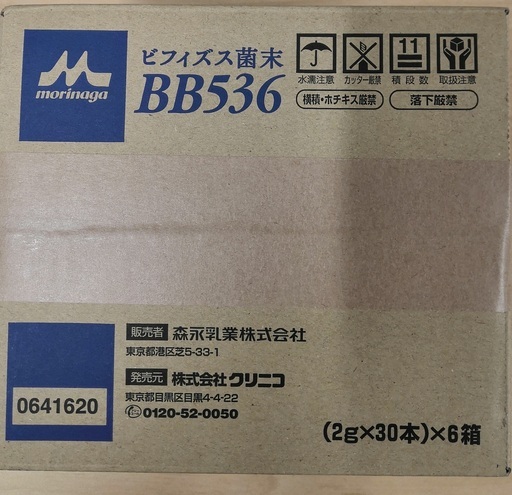 morinaga
ビフィズス菌末
BB536
水濡注意
カッター厳禁
11
積段数
取扱注意
横積・ホチキス厳禁
落下厳禁
販売者 森永乳業株式会社
東京都港区芝5-33-1
発売元 株式会社クリニコ
東京都目黒区目黒4-4-22
0120-52-0050
0641620
(2g×30本)×6箱